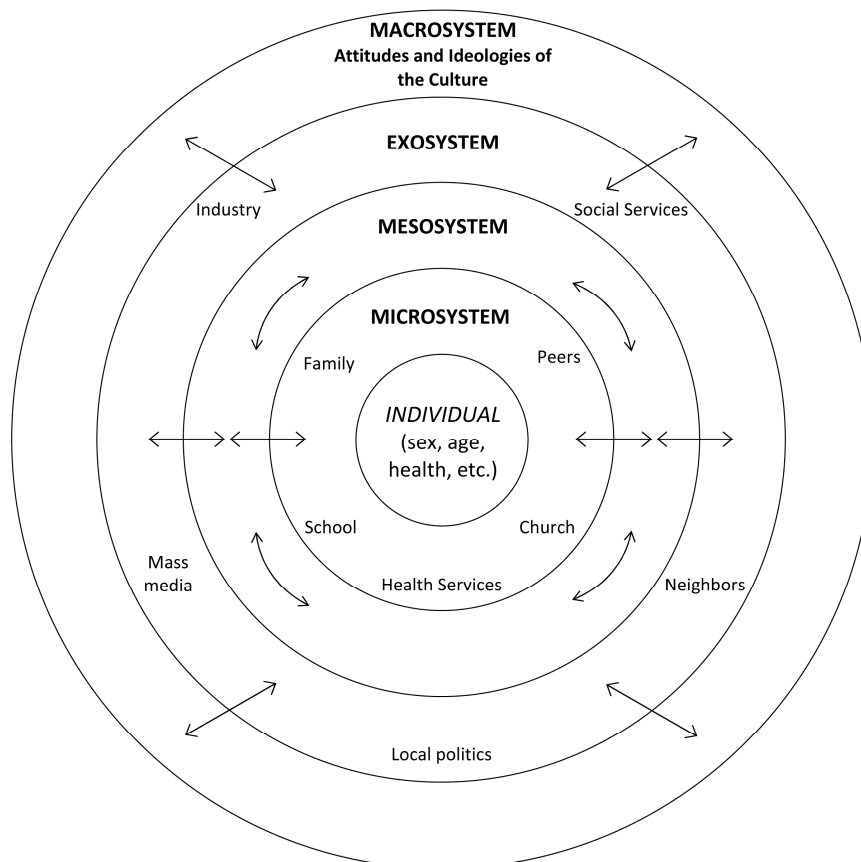 MACROSYSTEM
Attitudes and Ideologies of
the Culture
EXOSYSTEM
Industry
Social Services
MESOSYSTEM
MICROSYSTEM
Family
Peers
INDIVIDUAL
(sex, age,
health, etc.)
School
Church
Mass
media
Health Services
Neighbors
Local politics